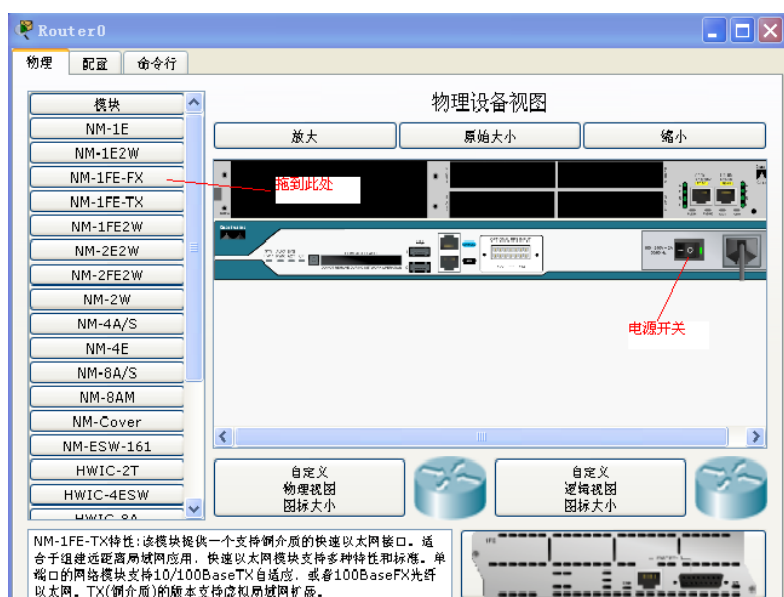 Router0
物理 配置 命令行
模块
物理设备视图
放大 原始大小 缩小
NM-1E
NM-1E2W
NM-1FE-FX
NM-1FE-TX
NM-1FE2W
NM-2E2W
NM-2FE2W
NM-2W
NM-4A/S
NM-4E
NM-8A/S
NM-8AM
NM-Cover
NM-ESW-161
HWIC-2T
HWIC-4ESW
HWIC-8A
拖到此处
电源开关
自定义
物理视图
图标大小
自定义
逻辑视图
图标大小
NM-1FE-TX特性:该模块提供一个支持铜介质的快速以太网接口. 适
合于组建远距离局域网应用. 快速以太网模块支持多种特性和标准. 单
端口的网络模块支持10/100BaseTX自适应, 或者100BaseFX光纤
以太网. TX(铜介质)的版本支持虚拟局域网扩展.